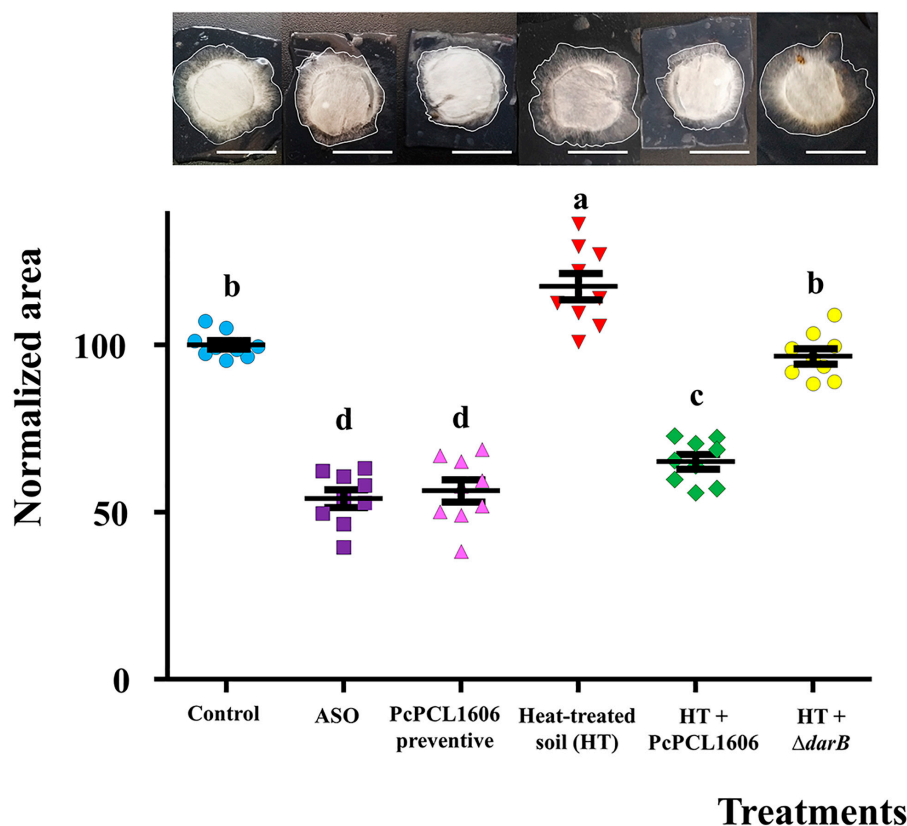 a
b
b
c
d
d
Normalized area
100
50
0
Control
ASO
PcPCL1606
preventive
Heat-treated
soil (HT)
HT +
PcPCL1606
HT +
ΔdarB
Treatments